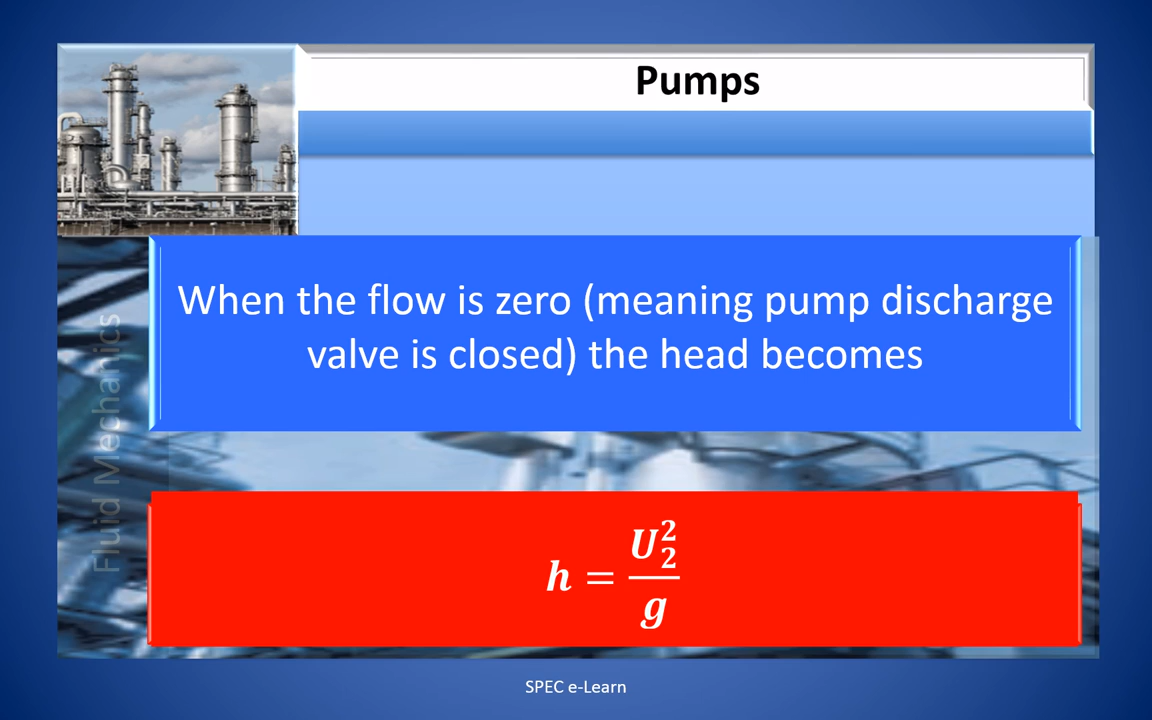 Pumps
When the flow is zero (meaning pump discharge
valve is closed) the head becomes
Fluid Mechanics
h = U₂²/g
SPEC e-Learn